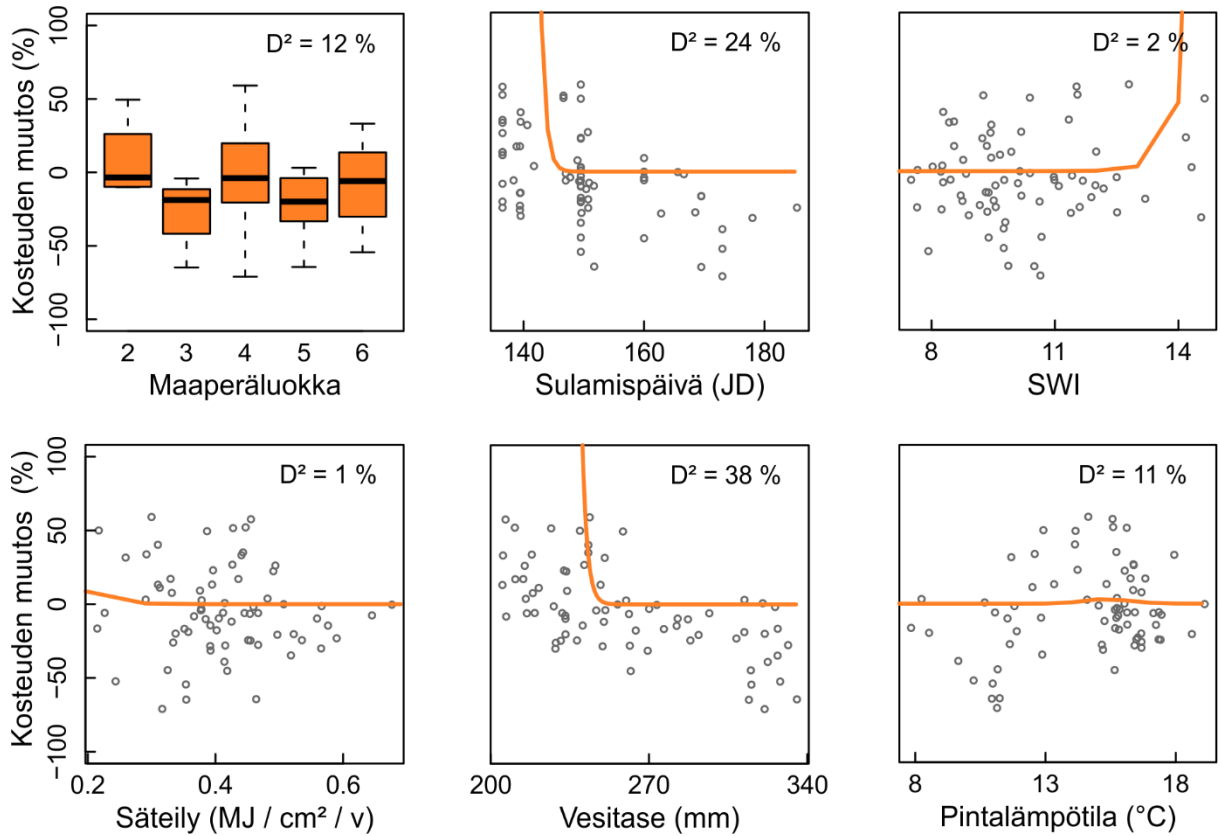 Kosteuden muutos (%)
100
50
0
−50
−100
D² = 12 %
2 3 4 5 6
Maaperäluokka
D² = 24 %
140 160 180
Sulamispäivä (JD)
D² = 2 %
8 11 14
SWI
Kosteuden muutos (%)
100
50
0
−50
−100
D² = 1 %
0.2 0.4 0.6
Säteily (MJ / cm² / v)
D² = 38 %
200 270 340
Vesitase (mm)
D² = 11 %
8 13 18
Pintalämpötila (°C)